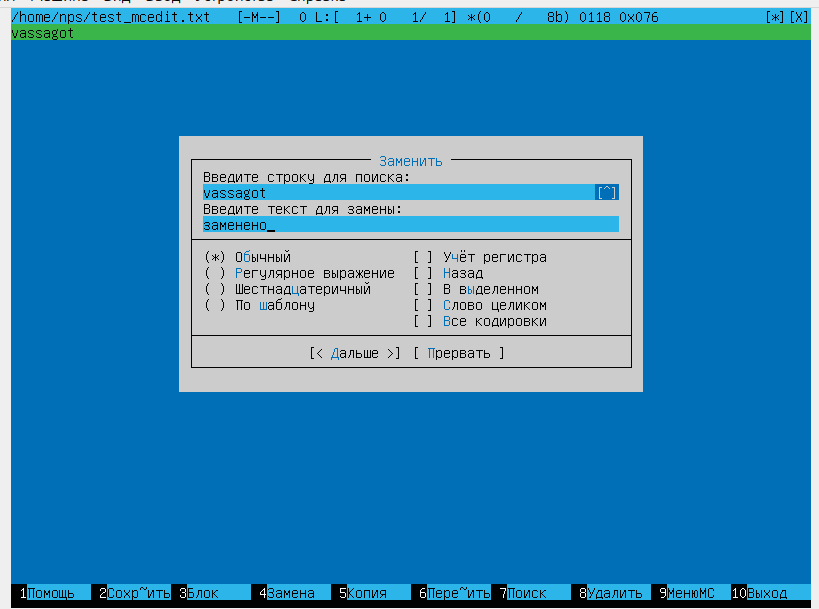 /home/nps/test_mcedit.txt [-M--] 0 L:[ 1+ 0 1/ 1] *(0 / 8b) 0118 0x076 [*][X]
vassagot
Заменить
Введите строку для поиска:
vassagot [^]
Введите текст для замены:
заменено_
(*) Обычный [ ] Учёт регистра
( ) Регулярное выражение [ ] Назад
( ) Шестнадцатеричный [ ] В выделенном
( ) По шаблону [ ] Слово целиком
[ ] Все кодировки
[< Дальше >] [ Прервать ]
1Помощь 2Сохр~ить 3Блок 4Замена 5Копия 6Пере~ить 7Поиск 8Удалить 9МенюМС 10Выход